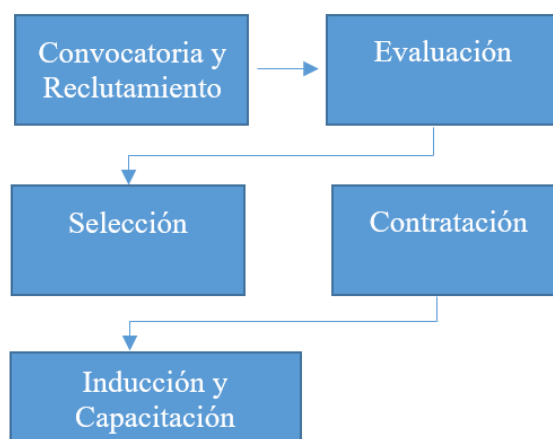 Convocatoria y
Reclutamiento
Evaluación
Selección
Contratación
Inducción y
Capacitación